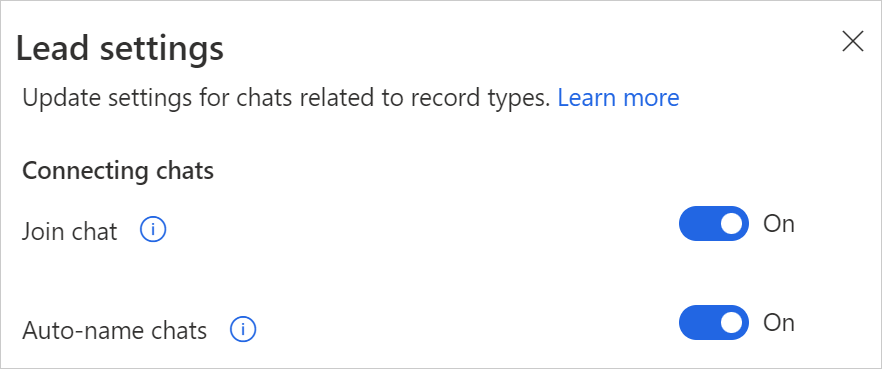 Lead settings
Update settings for chats related to record types. Learn more
Connecting chats
Join chat On
Auto-name chats On